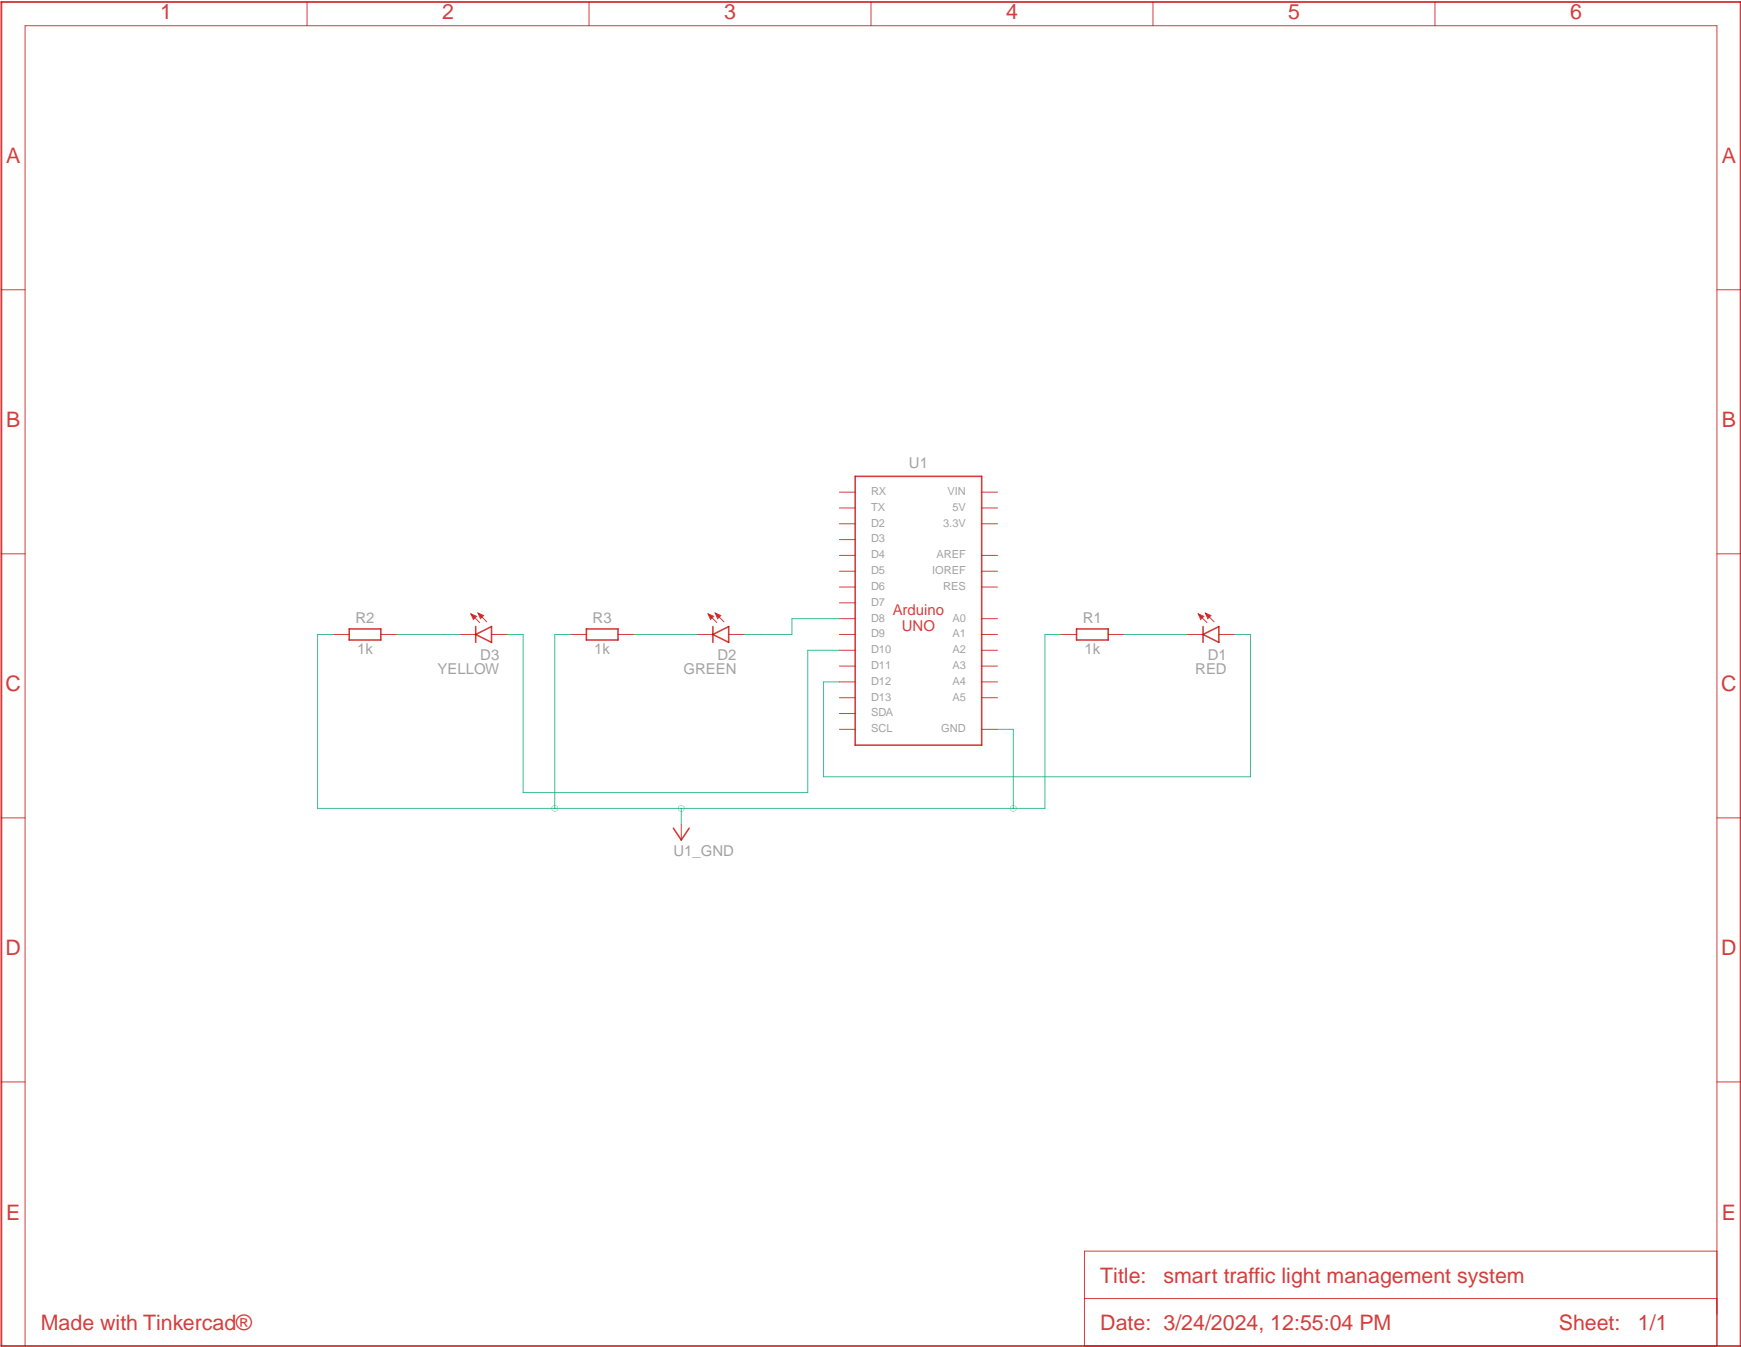 1 2 3 4 5 6
A A
B B
U1
RX VIN
TX 5V
D2 3.3V
D3
D4 AREF
D5 IOREF
D6 RES
D7
Arduino
UNO
D8 A0
D9 A1
D10 A2
D11 A3
D12 A4
D13 A5
SDA
SCL GND
R2
1k
D3
YELLOW
R3
1k
D2
GREEN
R1
1k
D1
RED
C C
U1_GND
D D
E E
Title: smart traffic light management system
Made with Tinkercad®
Date: 3/24/2024, 12:55:04 PM Sheet: 1/1